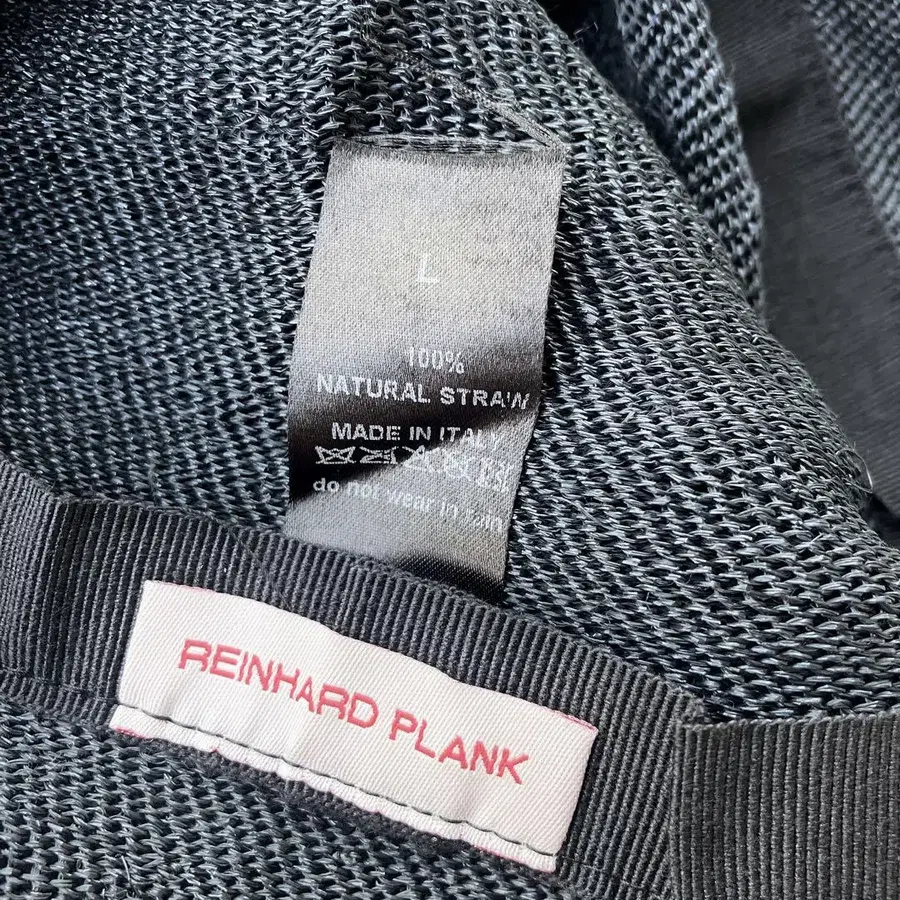 L
100%
NATURAL STRAW
MADE IN ITALY
do not wear in rain
REINHARD PLANK